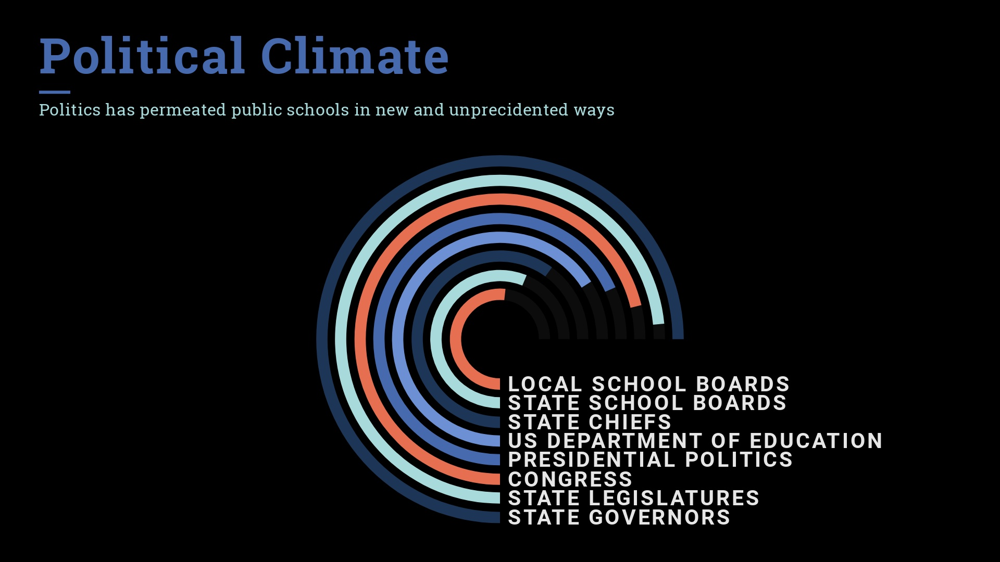 Political Climate
Politics has permeated public schools in new and unprecidented ways
LOCAL SCHOOL BOARDS
STATE SCHOOL BOARDS
STATE CHIEFS
US DEPARTMENT OF EDUCATION
PRESIDENTIAL POLITICS
CONGRESS
STATE LEGISLATURES
STATE GOVERNORS